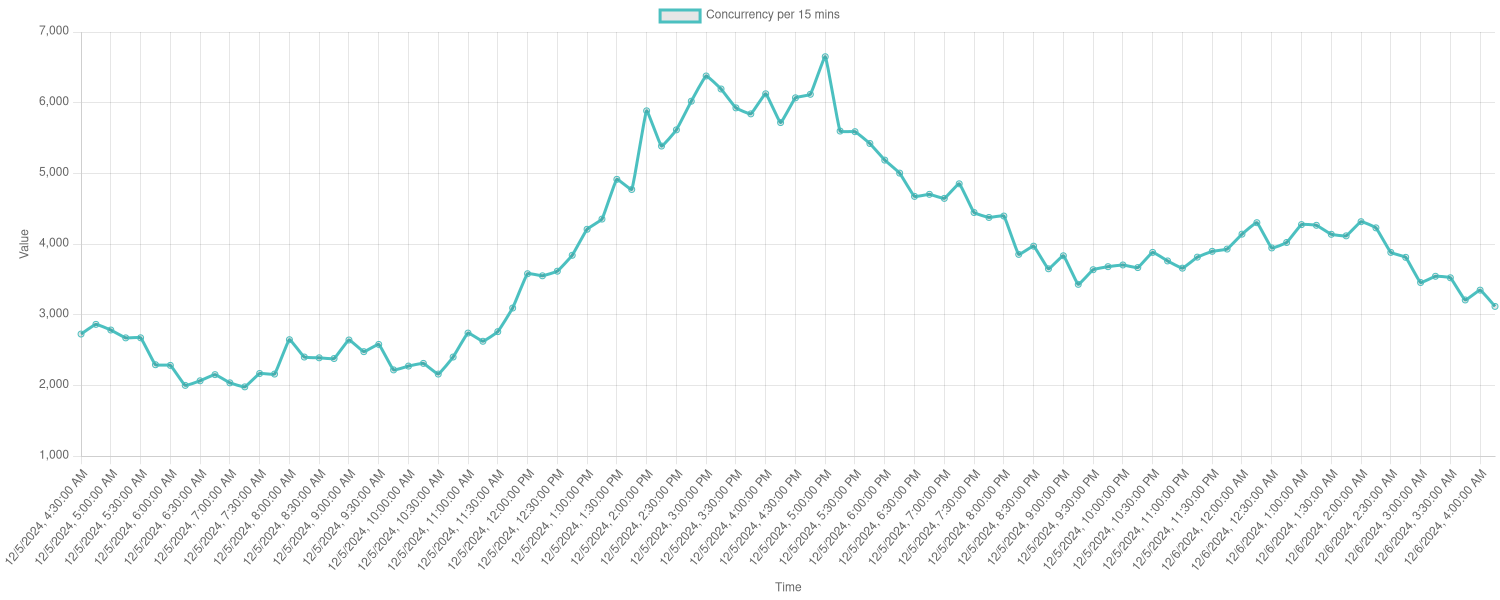 Concurrency per 15 mins
7,000
6,000
5,000
4,000
3,000
2,000
1,000
Value
12/5/2024, 4:30:00 AM
12/5/2024, 5:00:00 AM
12/5/2024, 5:30:00 AM
12/5/2024, 6:00:00 AM
12/5/2024, 6:30:00 AM
12/5/2024, 7:00:00 AM
12/5/2024, 7:30:00 AM
12/5/2024, 8:00:00 AM
12/5/2024, 8:30:00 AM
12/5/2024, 9:00:00 AM
12/5/2024, 9:30:00 AM
12/5/2024, 10:00:00 AM
12/5/2024, 10:30:00 AM
12/5/2024, 11:00:00 AM
12/5/2024, 11:30:00 AM
12/5/2024, 12:00:00 PM
12/5/2024, 12:30:00 PM
12/5/2024, 1:00:00 PM
12/5/2024, 1:30:00 PM
12/5/2024, 2:00:00 PM
12/5/2024, 2:30:00 PM
12/5/2024, 3:00:00 PM
12/5/2024, 3:30:00 PM
12/5/2024, 4:00:00 PM
12/5/2024, 4:30:00 PM
12/5/2024, 5:00:00 PM
12/5/2024, 5:30:00 PM
12/5/2024, 6:00:00 PM
12/5/2024, 6:30:00 PM
12/5/2024, 7:00:00 PM
12/5/2024, 7:30:00 PM
12/5/2024, 8:00:00 PM
12/5/2024, 8:30:00 PM
12/5/2024, 9:00:00 PM
12/5/2024, 9:30:00 PM
12/5/2024, 10:00:00 PM
12/5/2024, 10:30:00 PM
12/5/2024, 11:00:00 PM
12/5/2024, 11:30:00 PM
12/6/2024, 12:00:00 AM
12/6/2024, 12:30:00 AM
12/6/2024, 1:00:00 AM
12/6/2024, 1:30:00 AM
12/6/2024, 2:00:00 AM
12/6/2024, 2:30:00 AM
12/6/2024, 3:00:00 AM
12/6/2024, 3:30:00 AM
12/6/2024, 4:00:00 AM
Time